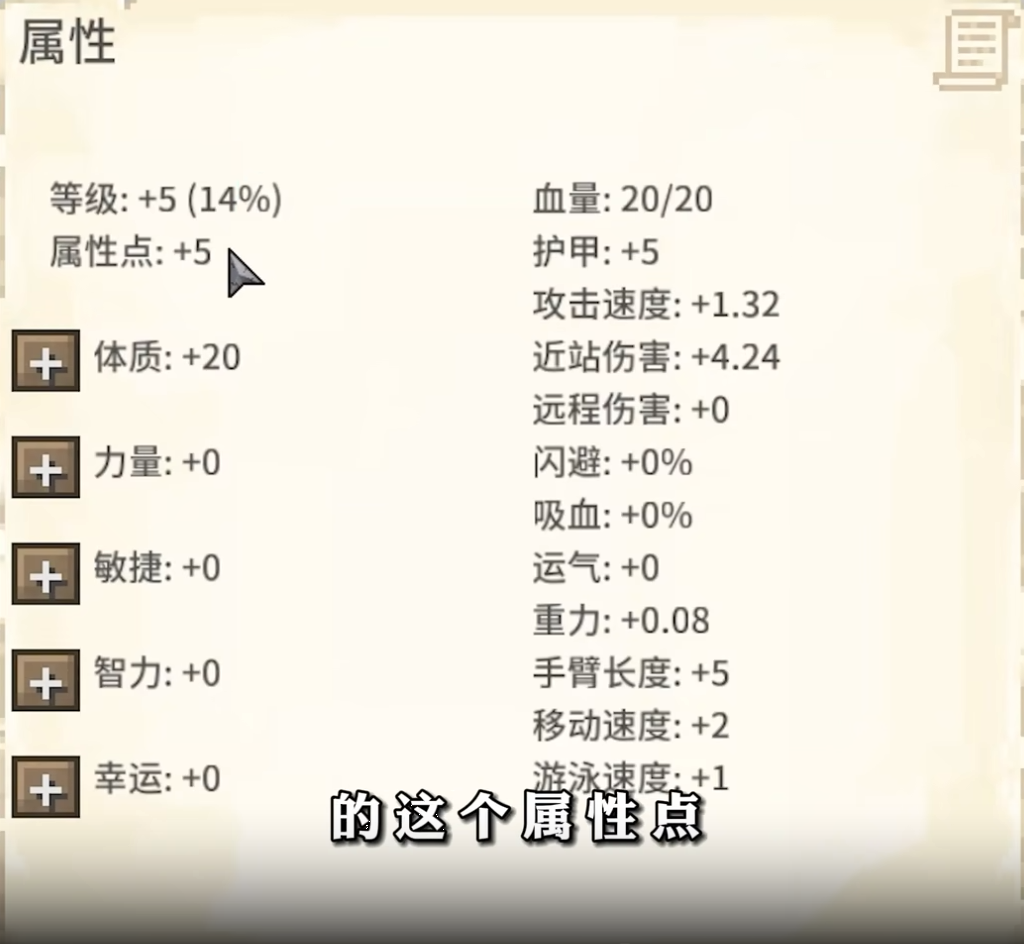 属性
等级: +5 (14%)
属性点: +5
体质: +20
力量: +0
敏捷: +0
智力: +0
幸运: +0
血量: 20/20
护甲: +5
攻击速度: +1.32
近站伤害: +4.24
远程伤害: +0
闪避: +0%
吸血: +0%
运气: +0
重力: +0.08
手臂长度: +5
移动速度: +2
游泳速度: +1
的这个属性点